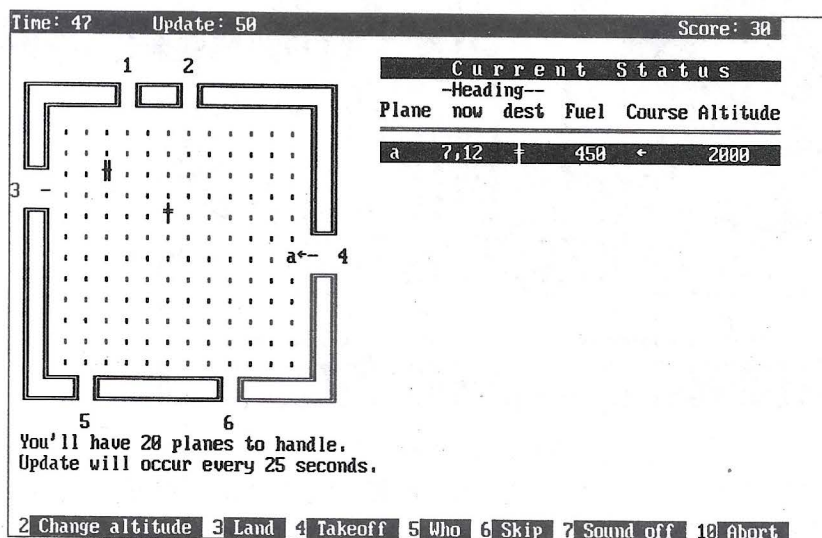 Time: 47 Update: 50 Score: 30
1 2
Current Status
-Heading--
Plane now dest Fuel Course Altitude
a 7,12 ‡ 450 ← 2000
3 -
a←- 4
5 6
You'll have 20 planes to handle.
Update will occur every 25 seconds.
2 Change altitude 3 Land 4 Takeoff 5 Who 6 Skip 7 Sound off 10 Abort